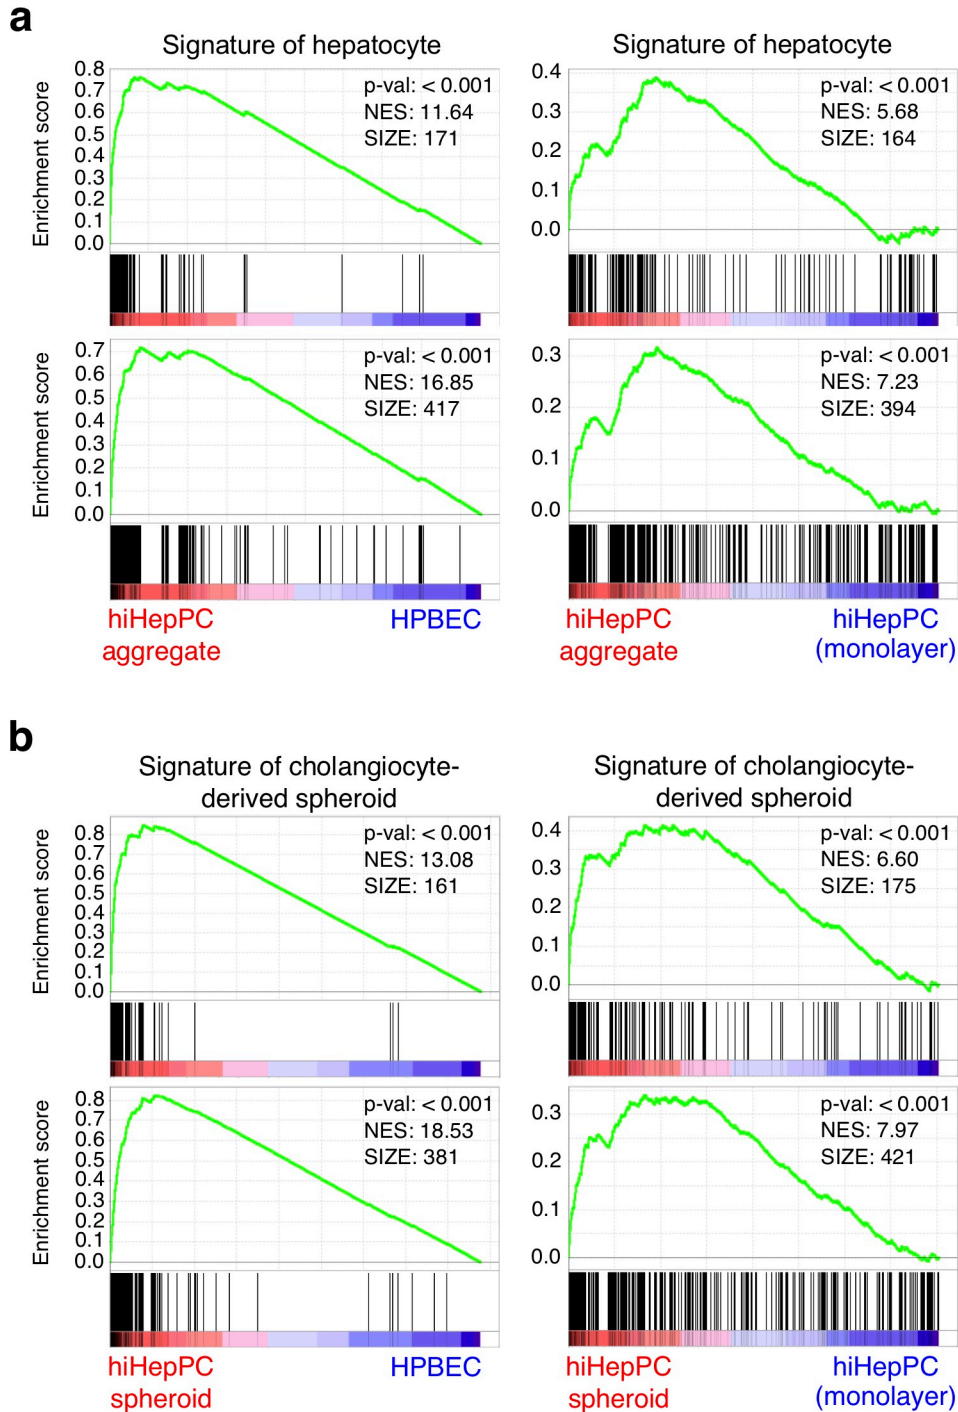 a
Signature of hepatocyte
Enrichment score
0.8
0.7
0.6
0.5
0.4
0.3
0.2
0.1
0.0
p-val: < 0.001
NES: 11.64
SIZE: 171
Signature of hepatocyte
0.4
0.3
0.2
0.1
0.0
p-val: < 0.001
NES: 5.68
SIZE: 164
Enrichment score
0.7
0.6
0.5
0.4
0.3
0.2
0.1
0.0
p-val: < 0.001
NES: 16.85
SIZE: 417
hiHepPC
aggregate
HPBEC
0.3
0.2
0.1
0.0
p-val: < 0.001
NES: 7.23
SIZE: 394
hiHepPC
aggregate
hiHepPC
(monolayer)
b
Signature of cholangiocyte-
derived spheroid
Enrichment score
0.8
0.7
0.6
0.5
0.4
0.3
0.2
0.1
0.0
p-val: < 0.001
NES: 13.08
SIZE: 161
Signature of cholangiocyte-
derived spheroid
0.4
0.3
0.2
0.1
0.0
p-val: < 0.001
NES: 6.60
SIZE: 175
Enrichment score
0.8
0.7
0.6
0.5
0.4
0.3
0.2
0.1
0.0
p-val: < 0.001
NES: 18.53
SIZE: 381
hiHepPC
spheroid
HPBEC
0.3
0.2
0.1
0.0
p-val: < 0.001
NES: 7.97
SIZE: 421
hiHepPC
spheroid
hiHepPC
(monolayer)